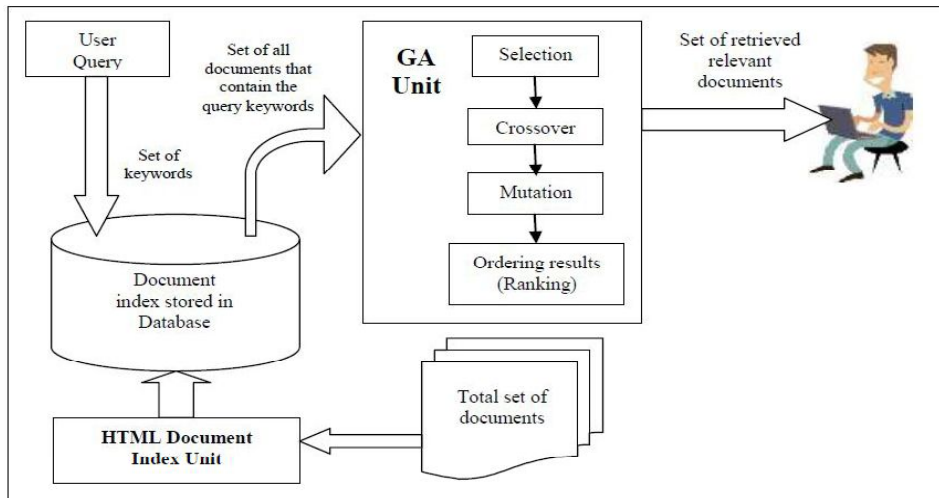 User
Query
Set of all
documents that
contain the
query keywords
GA
Unit
Selection
Crossover
Mutation
Ordering results
(Ranking)
Set of retrieved
relevant
documents
Set of
keywords
Document
index stored in
Database
Total set of
documents
HTML Document
Index Unit